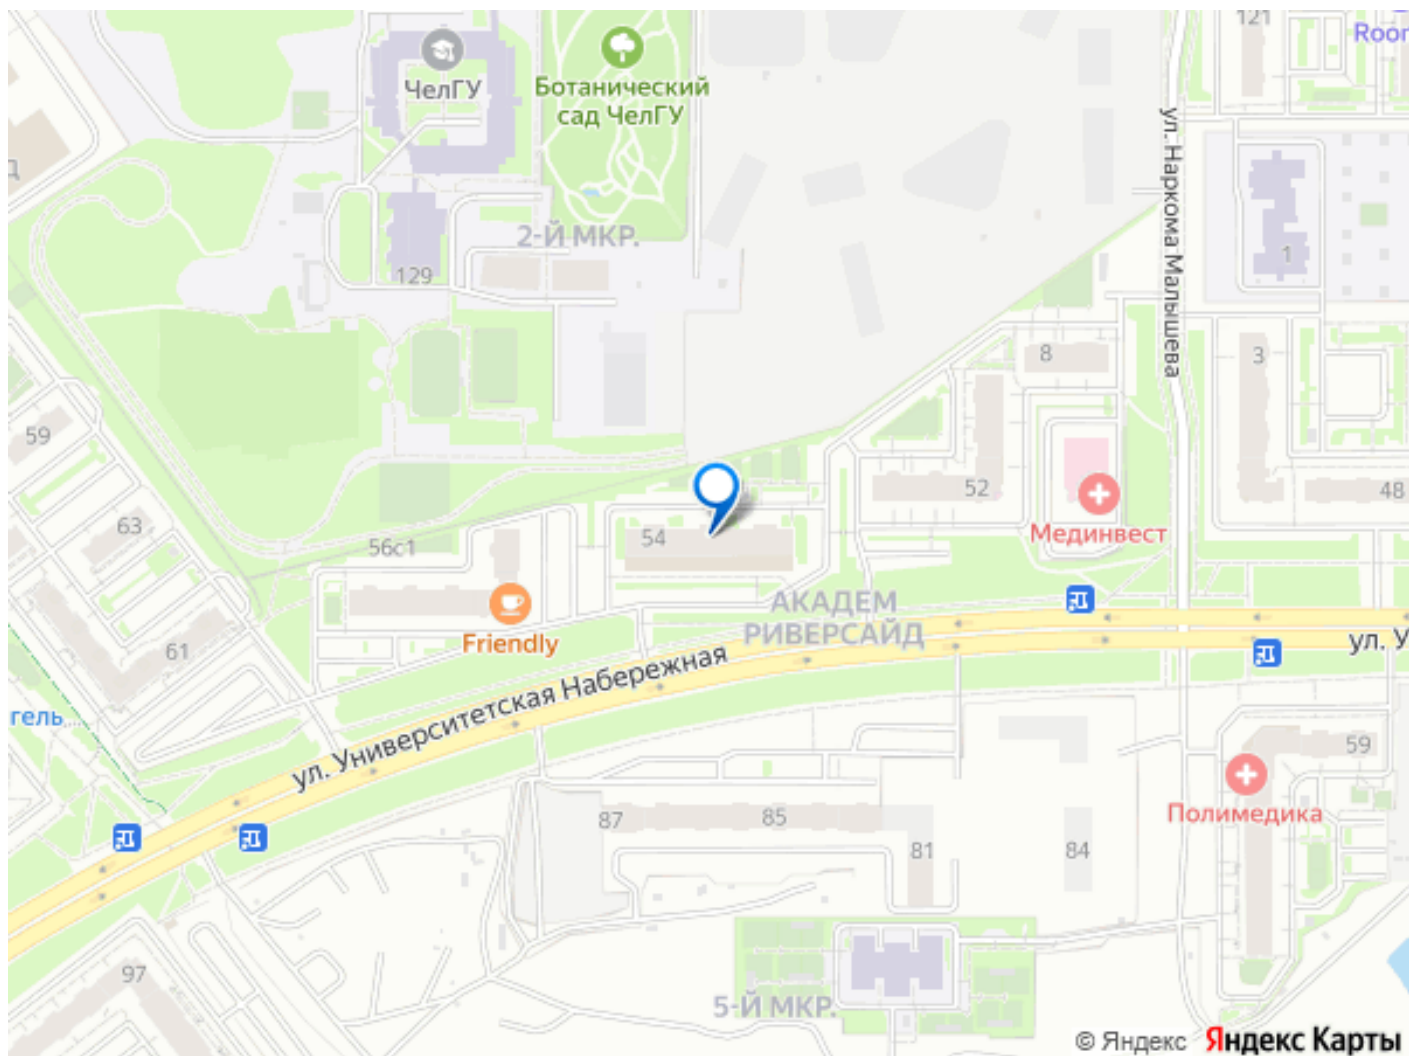 121
Room
ЧелГУ
Ботанический
сад ЧелГУ
ул. Наркома Малышева
2-Й МКР.
129
1
8
3
59
52
48
63
Мединвест
54
56с1
АКАДЕМ
РИВЕРСАЙД
Friendly
61
ул. У
ул. Университетская Набережная
гель
59
Полимедика
87
85
81
84
97
5-Й МКР.
© Яндекс Яндекс Карты